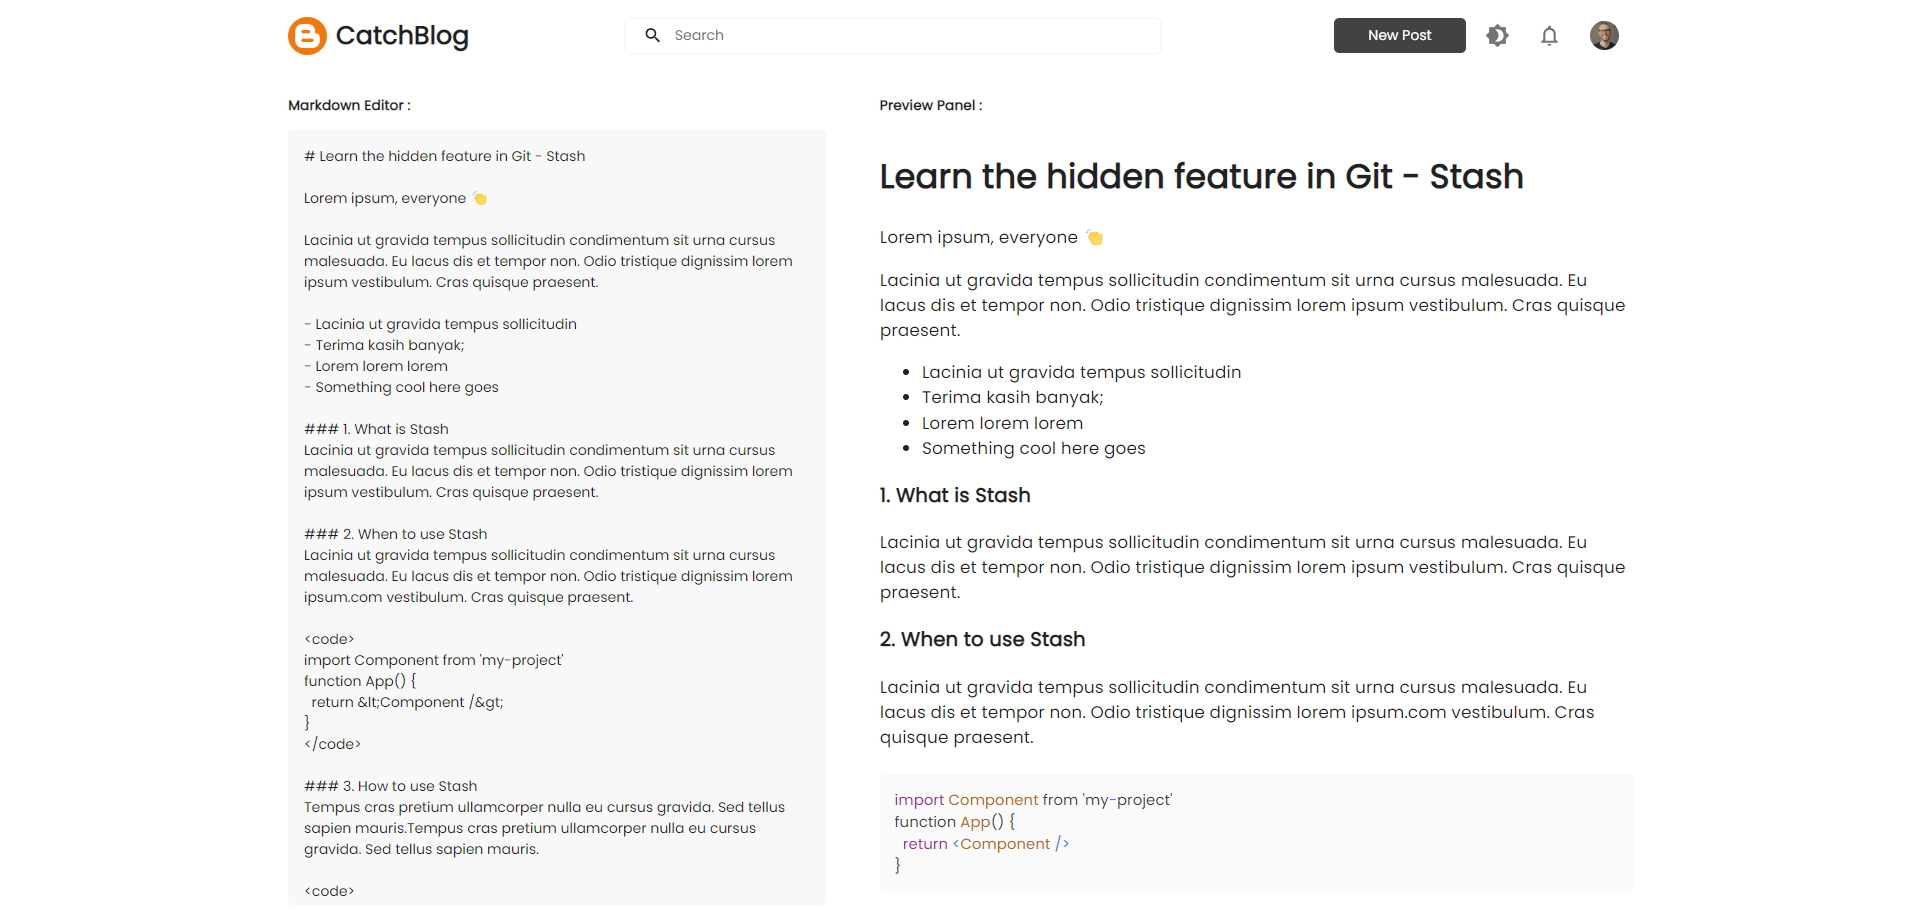 CatchBlog
Search
New Post
Markdown Editor :
# Learn the hidden feature in Git - Stash
Lorem ipsum, everyone 👏
Lacinia ut gravida tempus sollicitudin condimentum sit urna cursus
malesuada. Eu lacus dis et tempor non. Odio tristique dignissim lorem
ipsum vestibulum. Cras quisque praesent.
- Lacinia ut gravida tempus sollicitudin
- Terima kasih banyak;
- Lorem lorem lorem
- Something cool here goes
### 1. What is Stash
Lacinia ut gravida tempus sollicitudin condimentum sit urna cursus
malesuada. Eu lacus dis et tempor non. Odio tristique dignissim lorem
ipsum vestibulum. Cras quisque praesent.
### 2. When to use Stash
Lacinia ut gravida tempus sollicitudin condimentum sit urna cursus
malesuada. Eu lacus dis et tempor non. Odio tristique dignissim lorem
ipsum.com vestibulum. Cras quisque praesent.
<code>
import Component from 'my-project'
function App() {
  return &lt;Component /&gt;
}
</code>
### 3. How to use Stash
Tempus cras pretium ullamcorper nulla eu cursus gravida. Sed tellus
sapien mauris.Tempus cras pretium ullamcorper nulla eu cursus
gravida. Sed tellus sapien mauris.
<code>
Preview Panel :
Learn the hidden feature in Git - Stash
Lorem ipsum, everyone 👏
Lacinia ut gravida tempus sollicitudin condimentum sit urna cursus malesuada. Eu
lacus dis et tempor non. Odio tristique dignissim lorem ipsum vestibulum. Cras quisque
praesent.
• Lacinia ut gravida tempus sollicitudin
• Terima kasih banyak;
• Lorem lorem lorem
• Something cool here goes
1. What is Stash
Lacinia ut gravida tempus sollicitudin condimentum sit urna cursus malesuada. Eu
lacus dis et tempor non. Odio tristique dignissim lorem ipsum vestibulum. Cras quisque
praesent.
2. When to use Stash
Lacinia ut gravida tempus sollicitudin condimentum sit urna cursus malesuada. Eu
lacus dis et tempor non. Odio tristique dignissim lorem ipsum.com vestibulum. Cras
quisque praesent.
import Component from 'my-project'
function App() {
  return <Component />
}